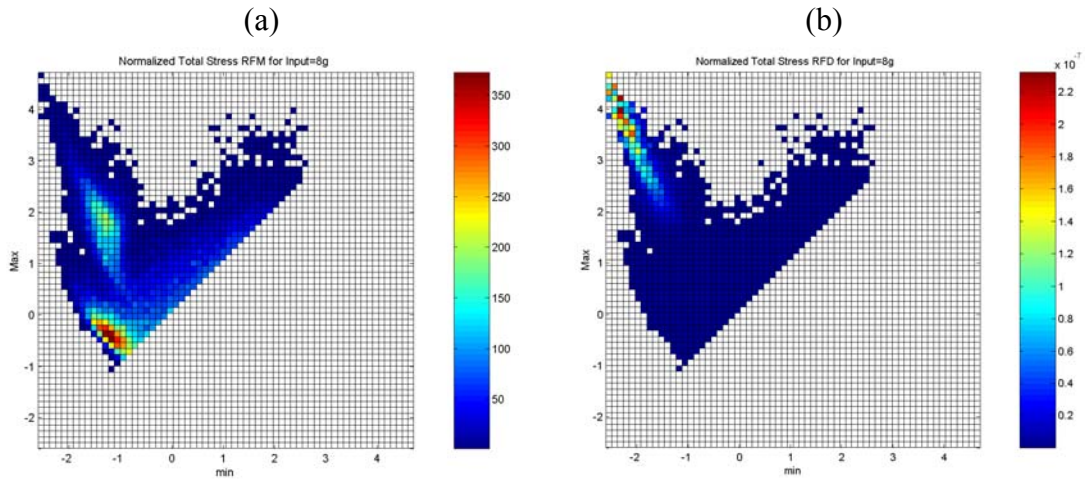 (a)
Normalized Total Stress RFM for Input=8g
Max
4
3
2
1
0
-1
-2
-2 -1 0 1 2 3 4
min
350
300
250
200
150
100
50
(b)
Normalized Total Stress RFD for Input=8g
Max
4
3
2
1
0
-1
-2
-2 -1 0 1 2 3 4
min
x 10⁻⁷
2.2
2
1.8
1.6
1.4
1.2
1
0.8
0.6
0.4
0.2